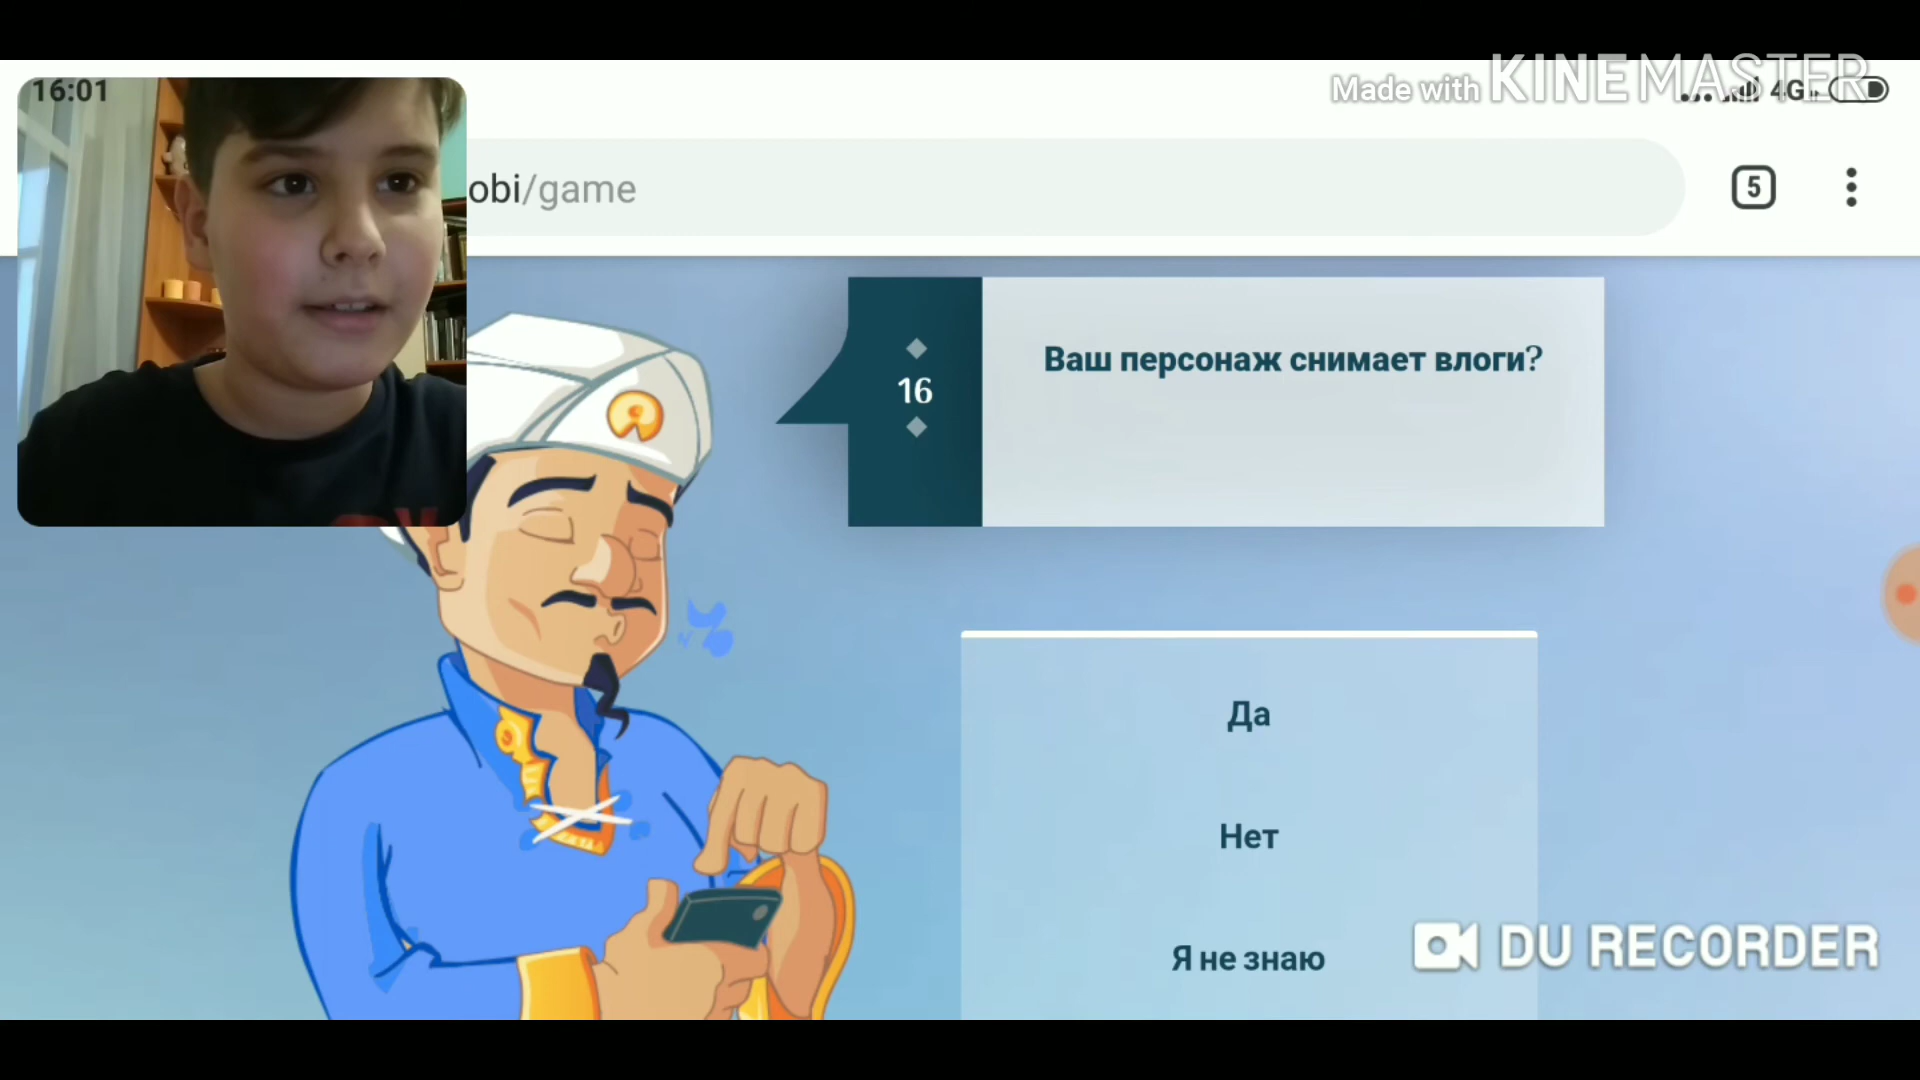 16:01
Made with KINEMASTER
4G
obi/game
5
16
Ваш персонаж снимает влоги?
Да
Нет
Я не знаю
DU RECORDER